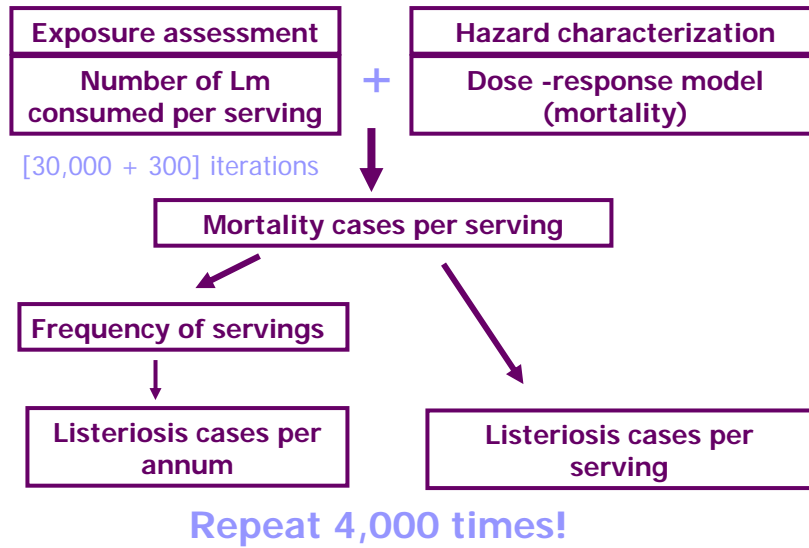 Exposure assessment
Number of Lm
consumed per serving
+
Hazard characterization
Dose -response model
(mortality)
[30,000 + 300] iterations
Mortality cases per serving
Frequency of servings
Listeriosis cases per
annum
Listeriosis cases per
serving
Repeat 4,000 times!